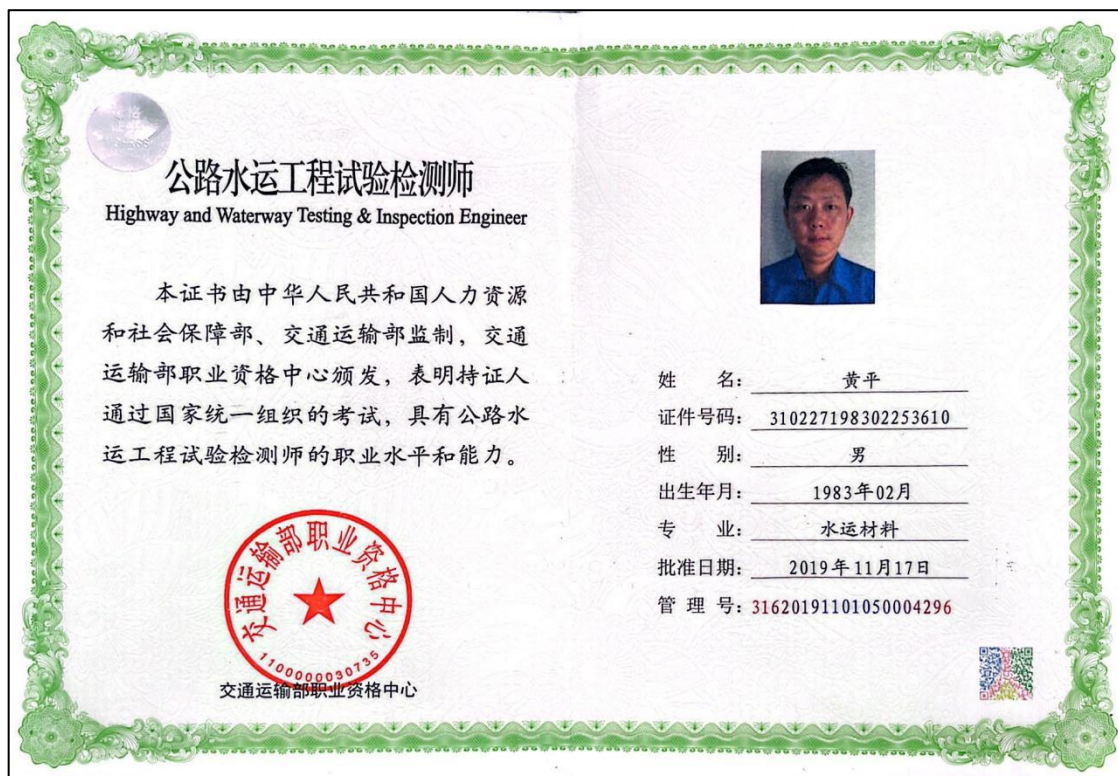 公路水运工程试验检测师
Highway and Waterway Testing & Inspection Engineer
本证书由中华人民共和国人力资源
和社会保障部、交通运输部监制，交通
运输部职业资格中心颁发，表明持证人
通过国家统一组织的考试，具有公路水
运工程试验检测师的职业水平和能力。
交通运输部职业资格中心
1100000030735
交通运输部职业资格中心
姓 名：黄平
证件号码：310227198302253610
性 别：男
出生年月：1983年02月
专 业：水运材料
批准日期：2019年11月17日
管 理 号：31620191101050004296